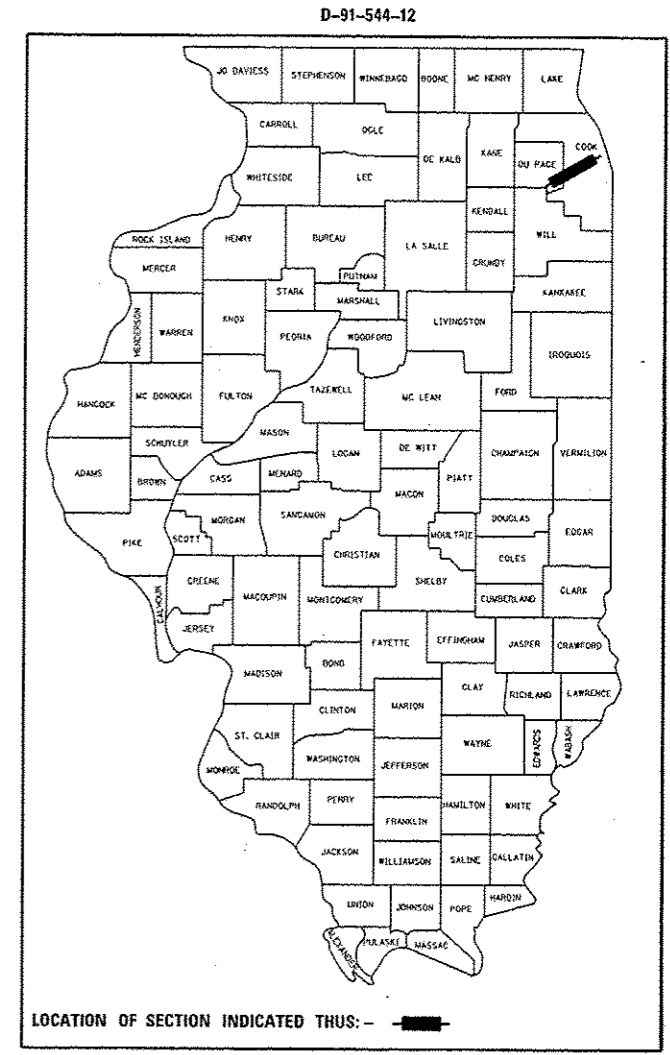 D-91-544-12
JO DAVIESS STEPHENSON WINNEBAGO BOONE MC HENRY LAKE
CARROLL OGLE DE KALB KANE DU PAGE COOK
WHITESIDE LEE
KENDALL WILL
ROCK ISLAND HENRY BUREAU LA SALLE GRUNDY
MERCER PUTNAM KANKAKEE
STARK MARSHALL
HENDERSON WARREN KNOX PEORIA WOODFORD LIVINGSTON IROQUOIS
HANCOCK MC DONOUGH FULTON TAZEWELL MC LEAN FORD
SCHUYLER MASON LOGAN DE WITT CHAMPAIGN VERMILION
ADAMS BROWN CASS MENARD MACON PIATT
PIKE SCOTT MORGAN SANGAMON CHRISTIAN MOULTRIE DOUGLAS EDGAR
COLES
GREENE MACOUPIN MONTGOMERY SHELBY CUMBERLAND CLARK
CALHOUN JERSEY
MADISON BOND FAYETTE EFFINGHAM JASPER CRAWFORD
CLINTON MARION CLAY RICHLAND LAWRENCE
ST. CLAIR WASHINGTON JEFFERSON WAYNE EDWARDS WABASH
MONROE
RANDOLPH PERRY FRANKLIN HAMILTON WHITE
JACKSON WILLIAMSON SALINE GALLATIN
UNION JOHNSON POPE HARDIN
ALEXANDER PULASKI MASSAC
LOCATION OF SECTION INDICATED THUS: -